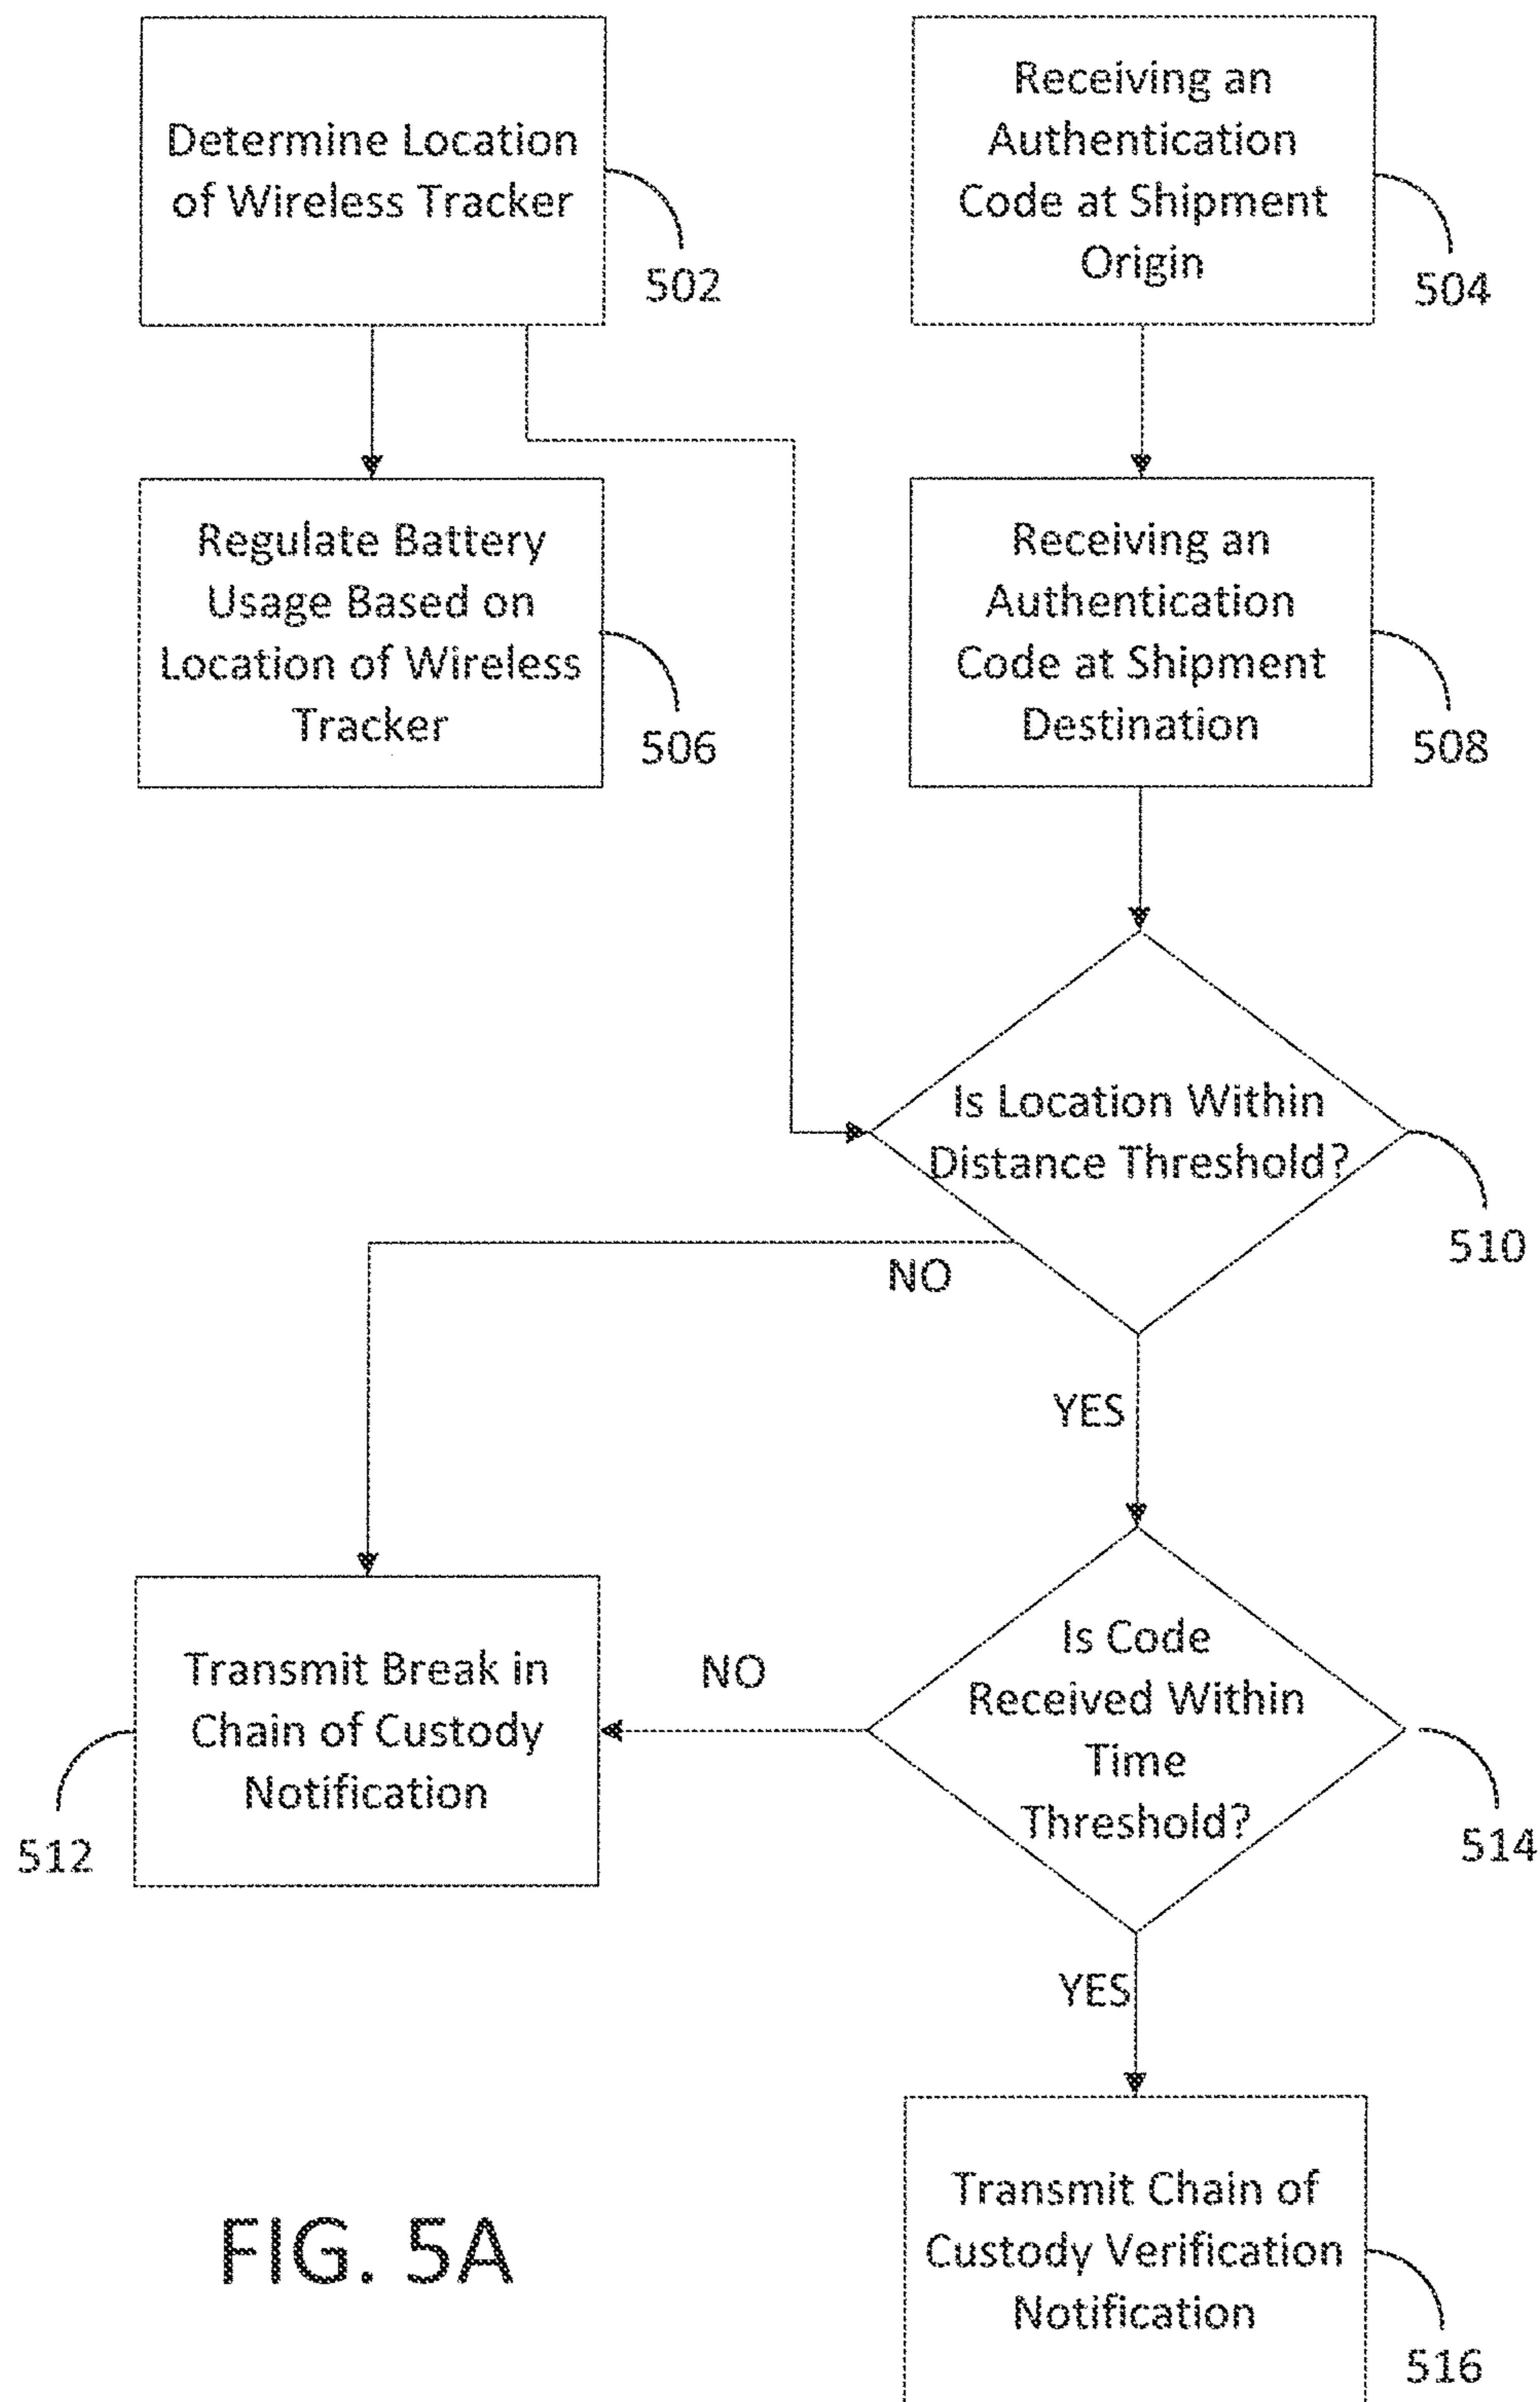 Determine Location
of Wireless Tracker
502
Receiving an
Authentication
Code at Shipment
Origin
504
Regulate Battery
Usage Based on
Location of Wireless
Tracker
506
Receiving an
Authentication
Code at Shipment
Destination
508
Is Location Within
Distance Threshold?
510
NO
YES
Transmit Break in
Chain of Custody
Notification
512
NO
Is Code
Received Within
Time
Threshold?
514
YES
Transmit Chain of
Custody Verification
Notification
516
FIG. 5A